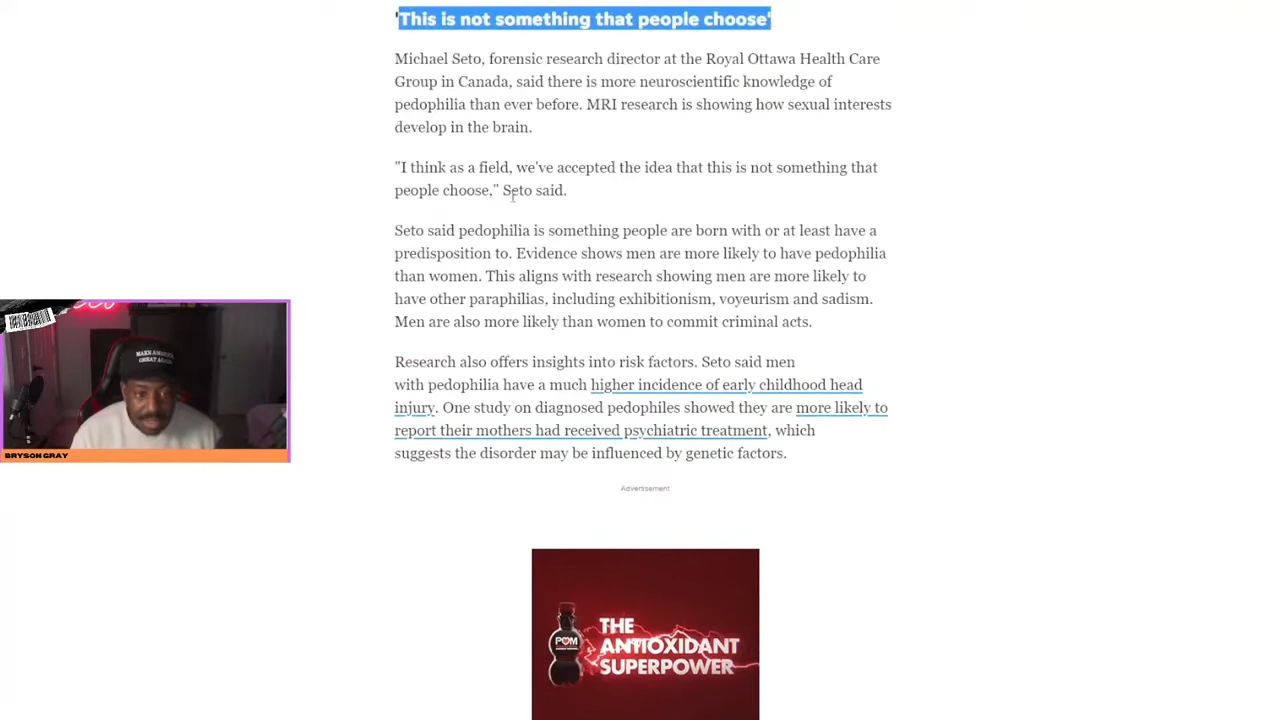 'This is not something that people choose'
Michael Seto, forensic research director at the Royal Ottawa Health Care
Group in Canada, said there is more neuroscientific knowledge of
pedophilia than ever before. MRI research is showing how sexual interests
develop in the brain.
"I think as a field, we've accepted the idea that this is not something that
people choose," Seto said.
Seto said pedophilia is something people are born with or at least have a
predisposition to. Evidence shows men are more likely to have pedophilia
than women. This aligns with research showing men are more likely to
have other paraphilias, including exhibitionism, voyeurism and sadism.
Men are also more likely than women to commit criminal acts.
Research also offers insights into risk factors. Seto said men
with pedophilia have a much higher incidence of early childhood head
injury. One study on diagnosed pedophiles showed they are more likely to
report their mothers had received psychiatric treatment, which
suggests the disorder may be influenced by genetic factors.
MAKE AMERICA
GREAT AGAIN
BRYSON GRAY
Advertisement
POM
THE
ANTIOXIDANT
SUPERPOWER